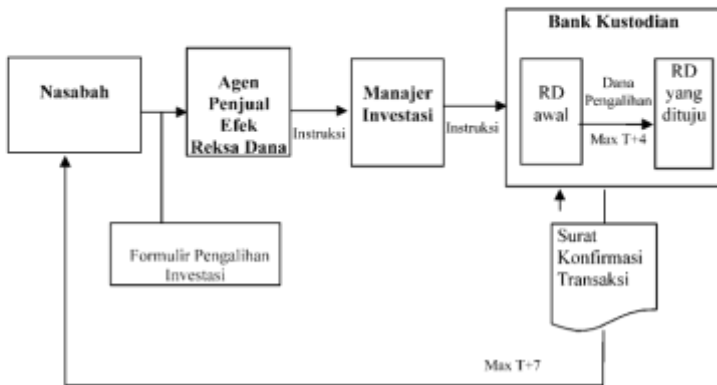 Bank Kustodian
Nasabah
Agen
Penjual
Efek
Reksa Dana
Instruksi
Manajer
Investasi
Instruksi
RD
awal
Dana
Pengalihan
Max T+4
RD
yang
dituju
Formulir Pengalihan
Investasi
Surat
Konfirmasi
Transaksi
Max T+7